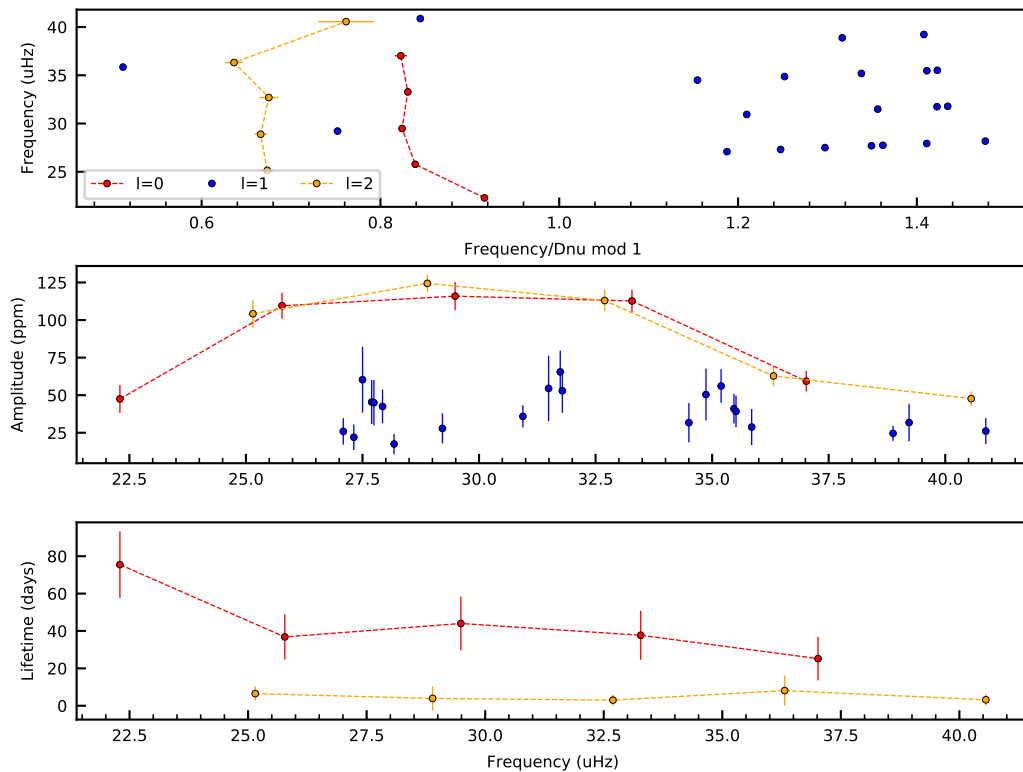 40
35
30
25
Frequency (uHz)
l=0 l=1 l=2
0.6 0.8 1.0 1.2 1.4
Frequency/Dnu mod 1
125
100
75
50
25
Amplitude (ppm)
22.5 25.0 27.5 30.0 32.5 35.0 37.5 40.0
80
60
40
20
0
Lifetime (days)
22.5 25.0 27.5 30.0 32.5 35.0 37.5 40.0
Frequency (uHz)